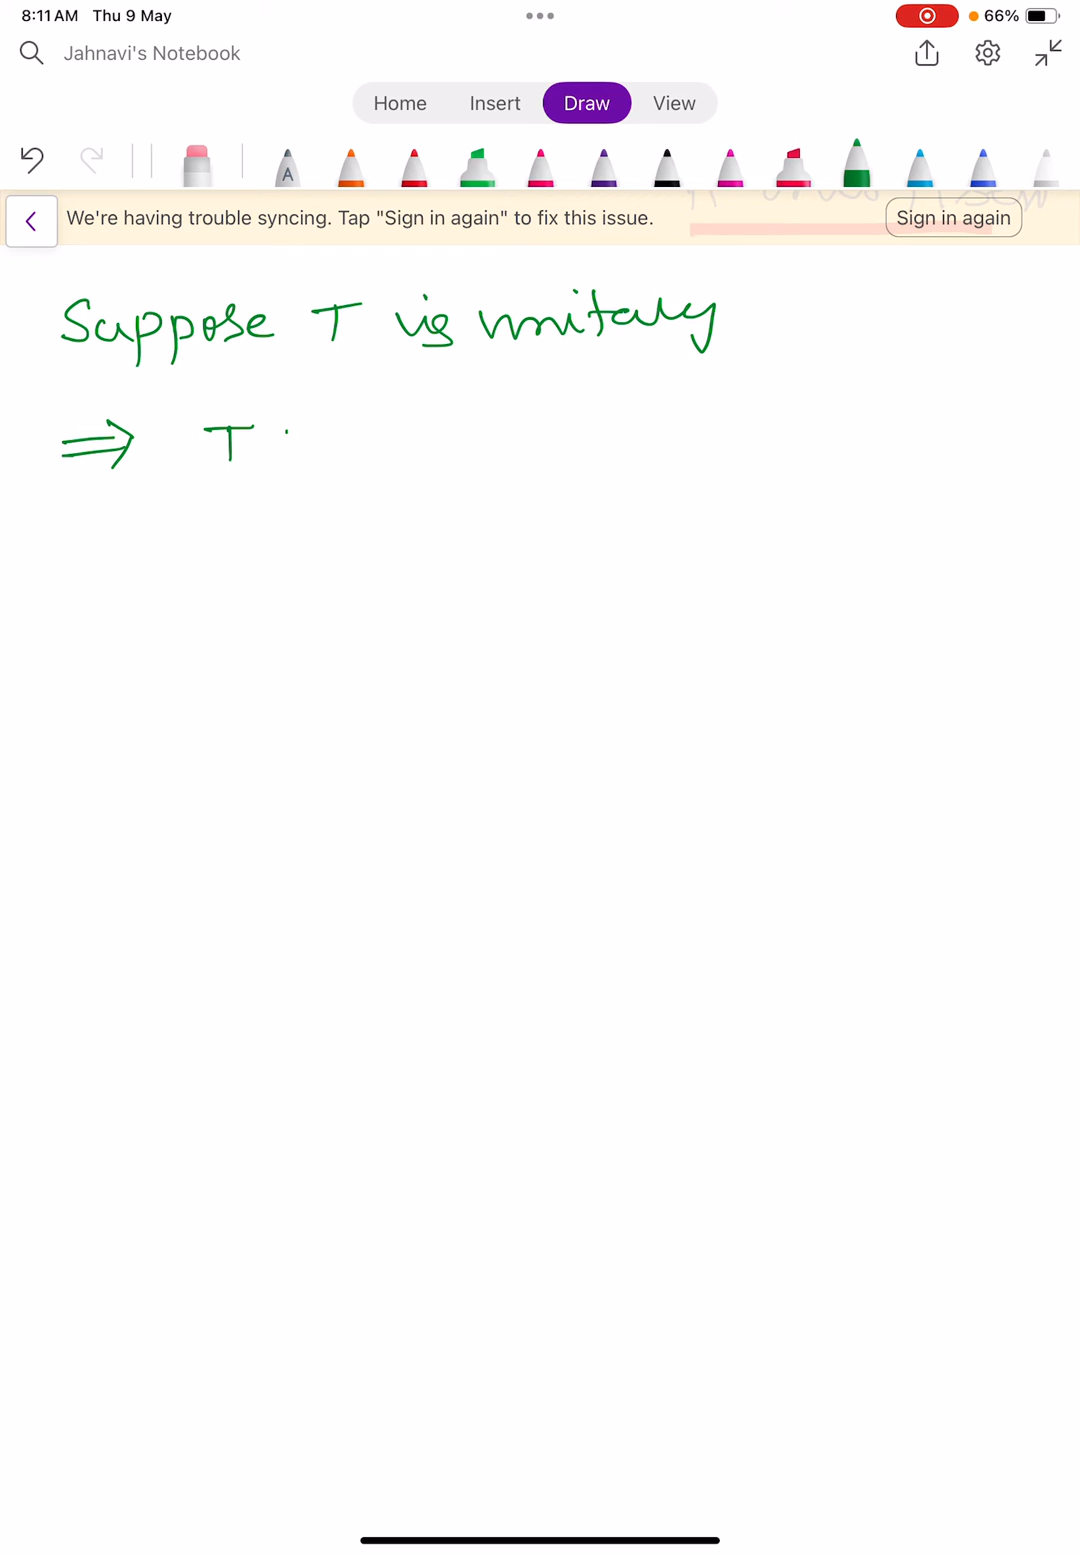 8:11 AM Thu 9 May
66%
Jahnavi's Notebook
Home Insert Draw View
A
We're having trouble syncing. Tap "Sign in again" to fix this issue.
Sign in again
Suppose T is unitary
⇒ T